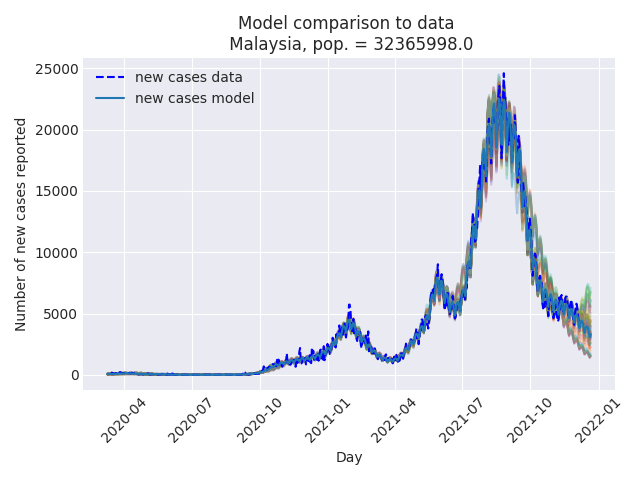 Model comparison to data
Malaysia, pop. = 32365998.0
new cases data
new cases model
Number of new cases reported
25000
20000
15000
10000
5000
0
2020-04
2020-07
2020-10
2021-01
2021-04
2021-07
2021-10
2022-01
Day